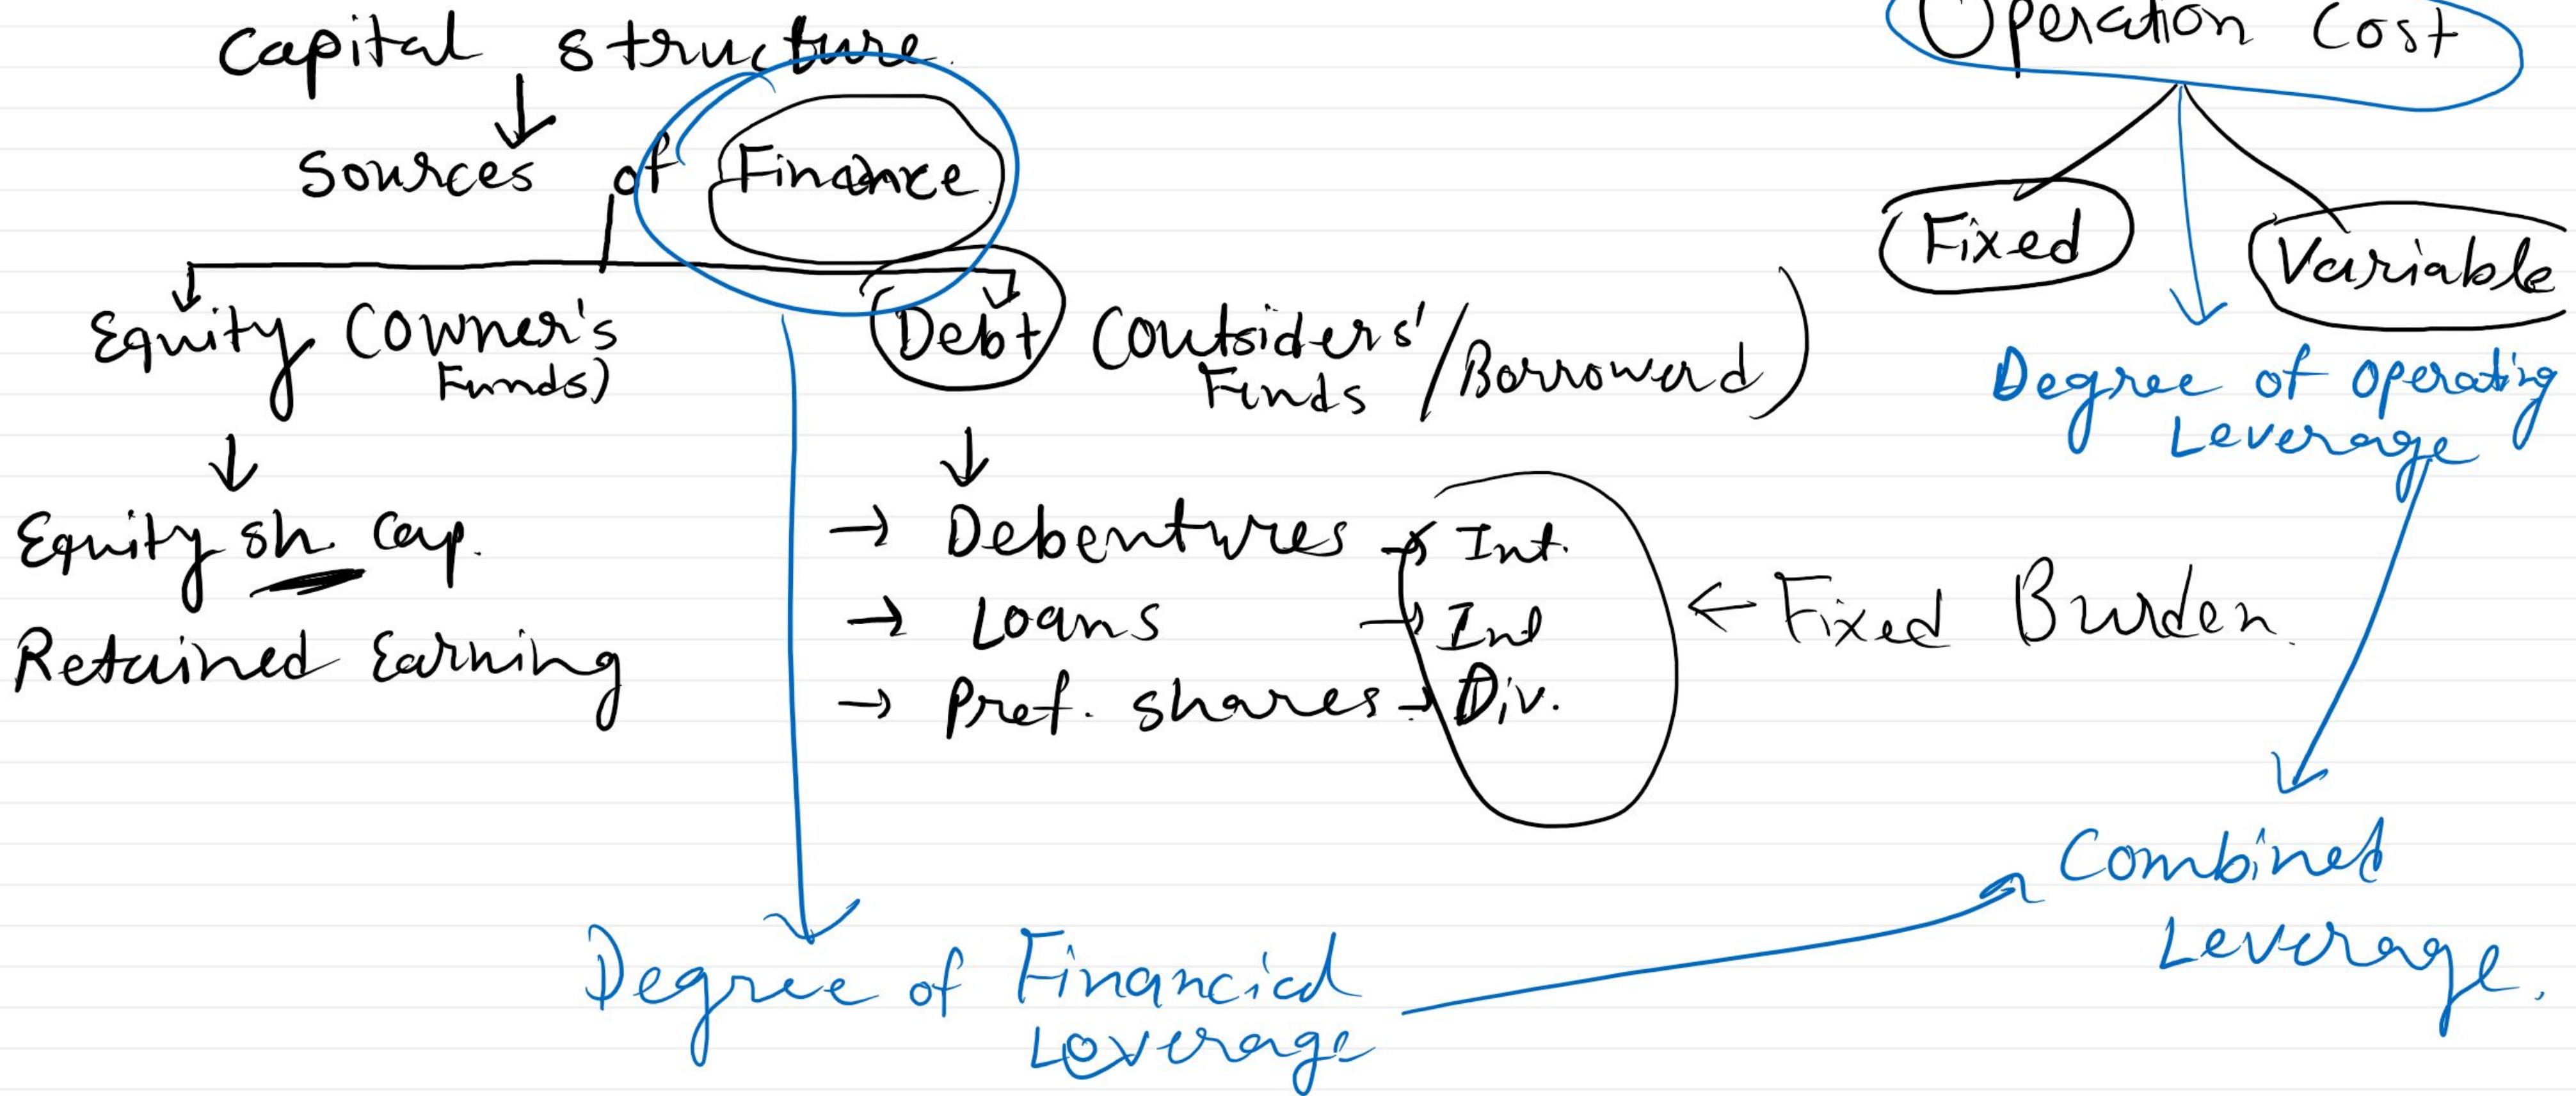 Capital structure
Sources of Finance
Equity (Owner's
Funds)
Debt (Outsiders'
Funds /Borrowed)
Equity sh. Cap.
Retained Earning
→ Debentures → Int.
→ Loans → Int
→ Pref. shares → Div.
← Fixed Burden.
Operation Cost
Fixed
Variable
Degree of Operating
Leverage
Degree of Financial
Leverage
Combined
Leverage.